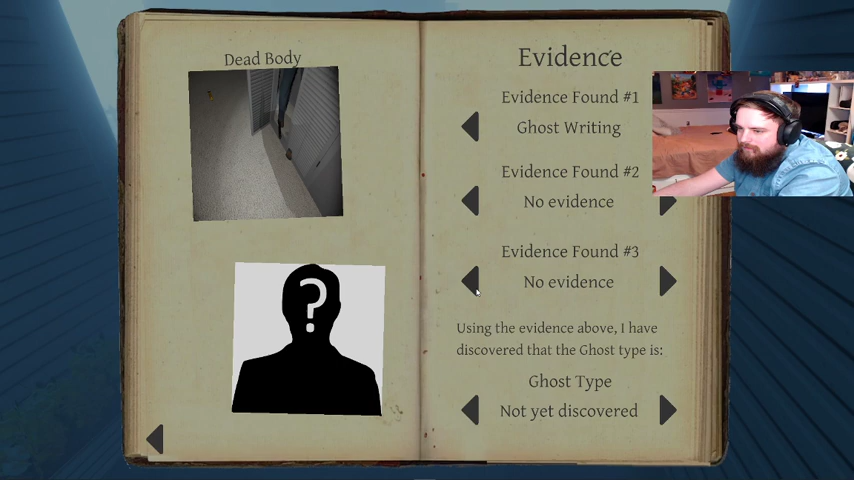 Dead Body
?
Evidence
Evidence Found #1
Ghost Writing
Evidence Found #2
No evidence
Evidence Found #3
No evidence
Using the evidence above, I have
discovered that the Ghost type is:
Ghost Type
Not yet discovered